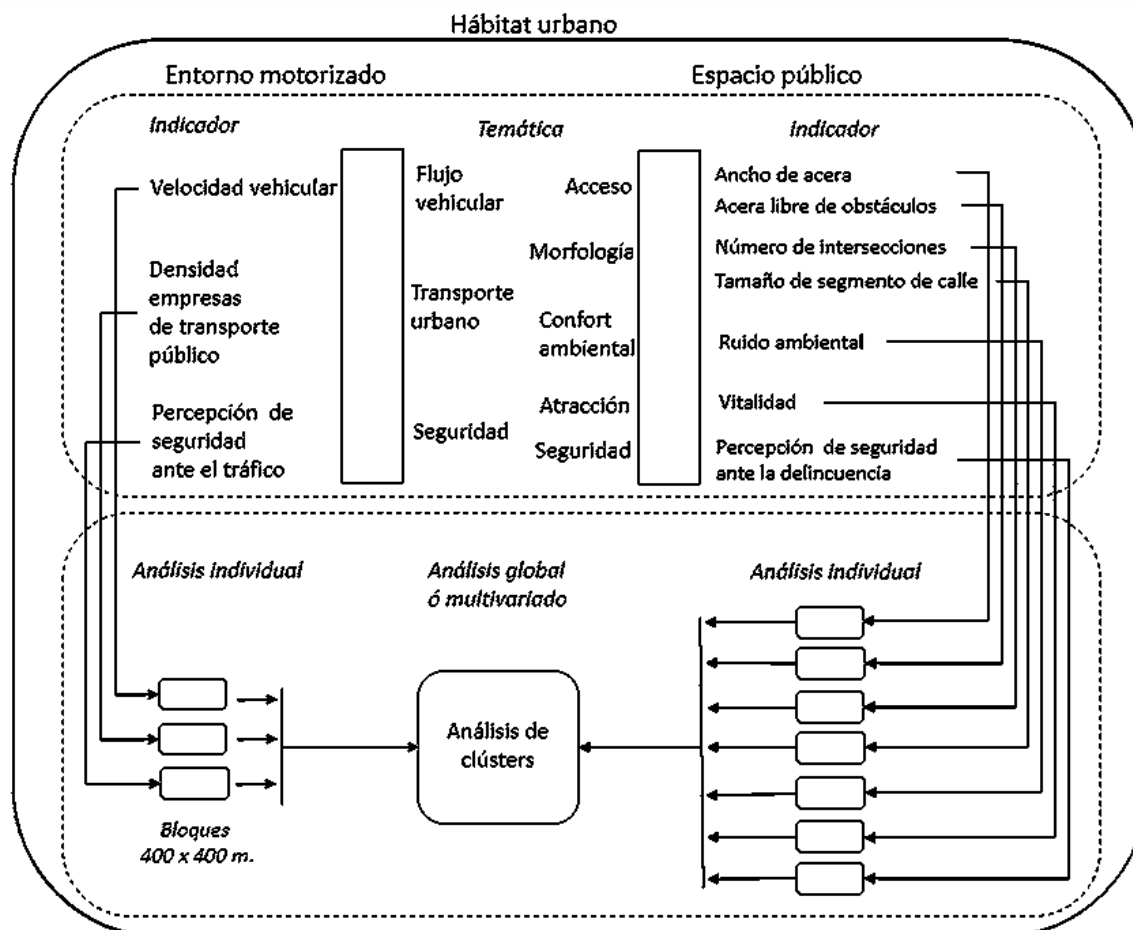 Hábitat urbano
Entorno motorizado
Espacio público
Indicador
Temática
Indicador
Velocidad vehicular
Flujo
vehicular
Acceso
Ancho de acera
Acera libre de obstáculos
Morfología
Número de intersecciones
Tamaño de segmento de calle
Densidad
empresas
de transporte
público
Transporte
urbano
Confort
ambiental
Ruido ambiental
Atracción
Vitalidad
Percepción de
seguridad
ante el tráfico
Seguridad
Seguridad
Percepción de seguridad
ante la delincuencia
Análisis individual
Análisis global
ó multivariado
Análisis individual
Análisis de
clústers
Bloques
400 x 400 m.